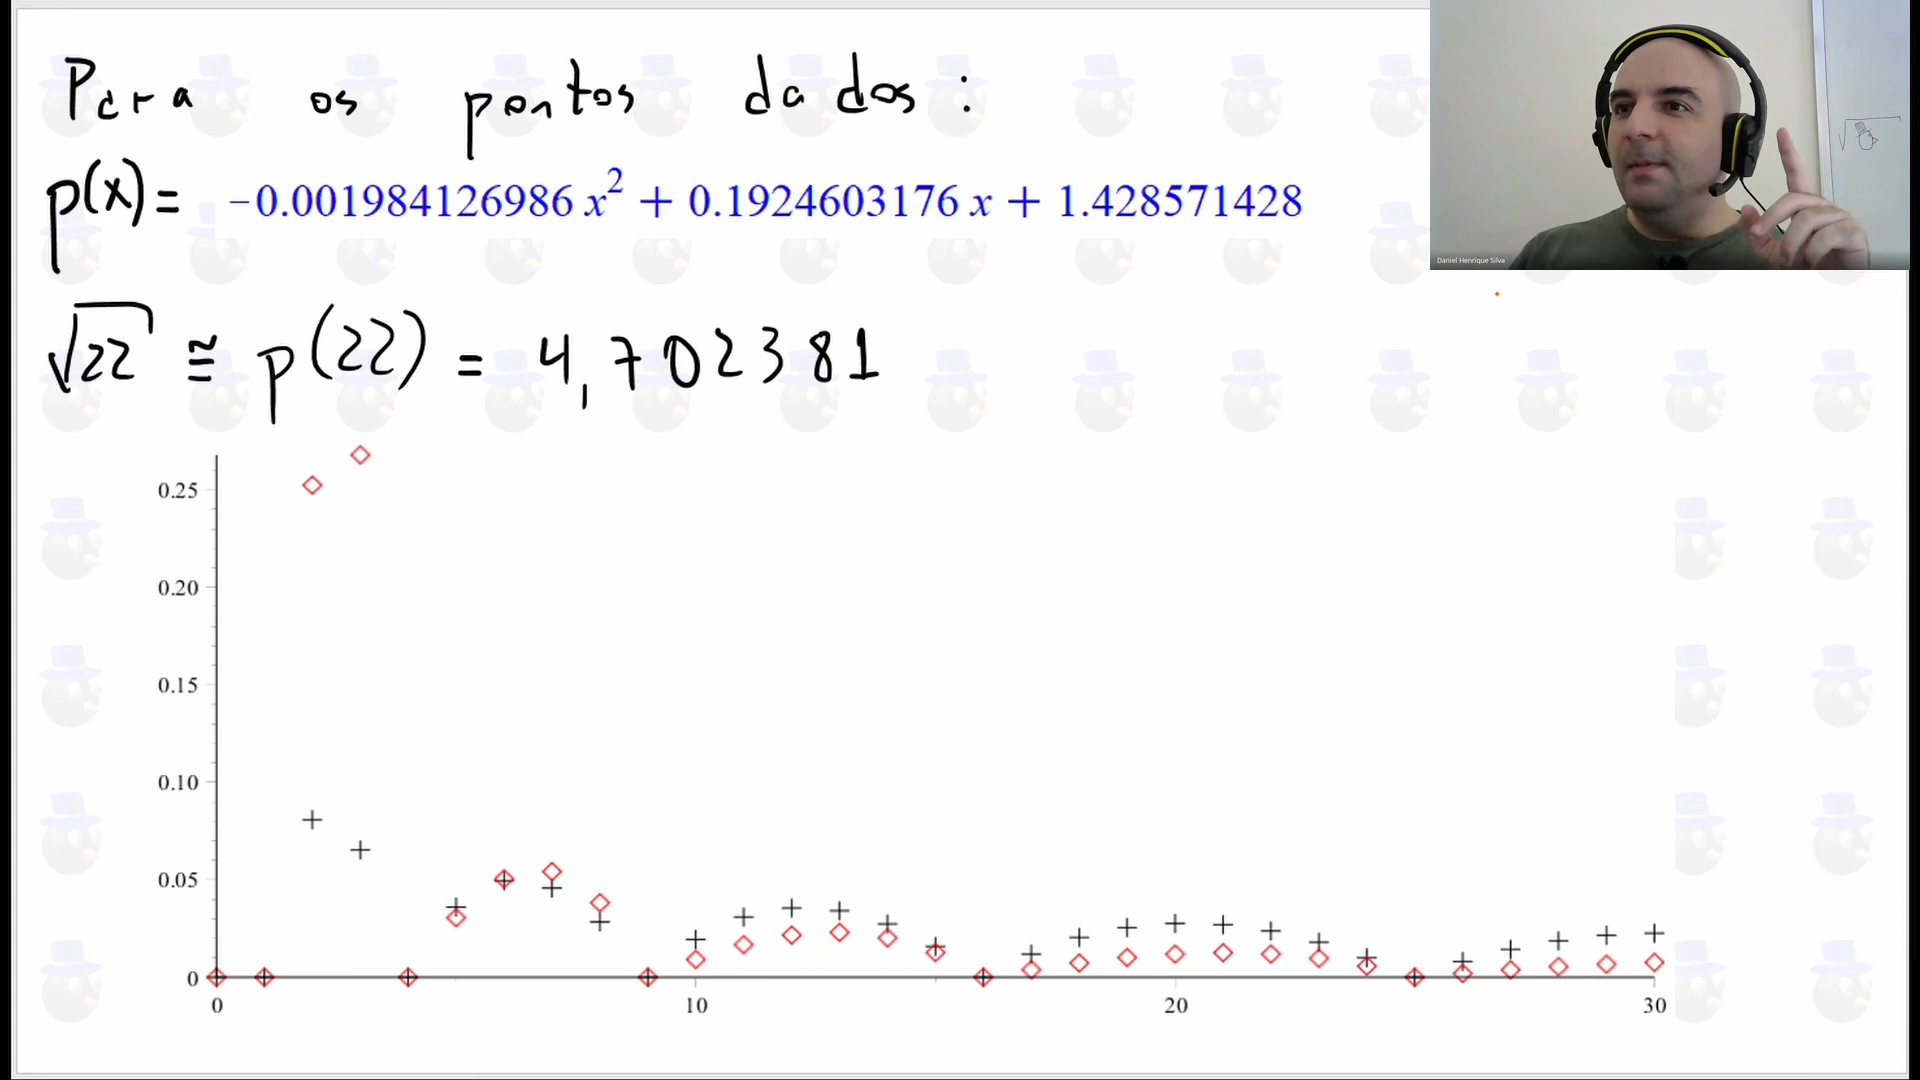 Para os pontos dados:
p(x)= -0.001984126986 x² + 0.1924603176 x + 1.428571428
√22 ≅ p(22) = 4,702381
Daniel Henrique Silva
0.25
0.20
0.15
0.10
0.05
0
0 10 20 30